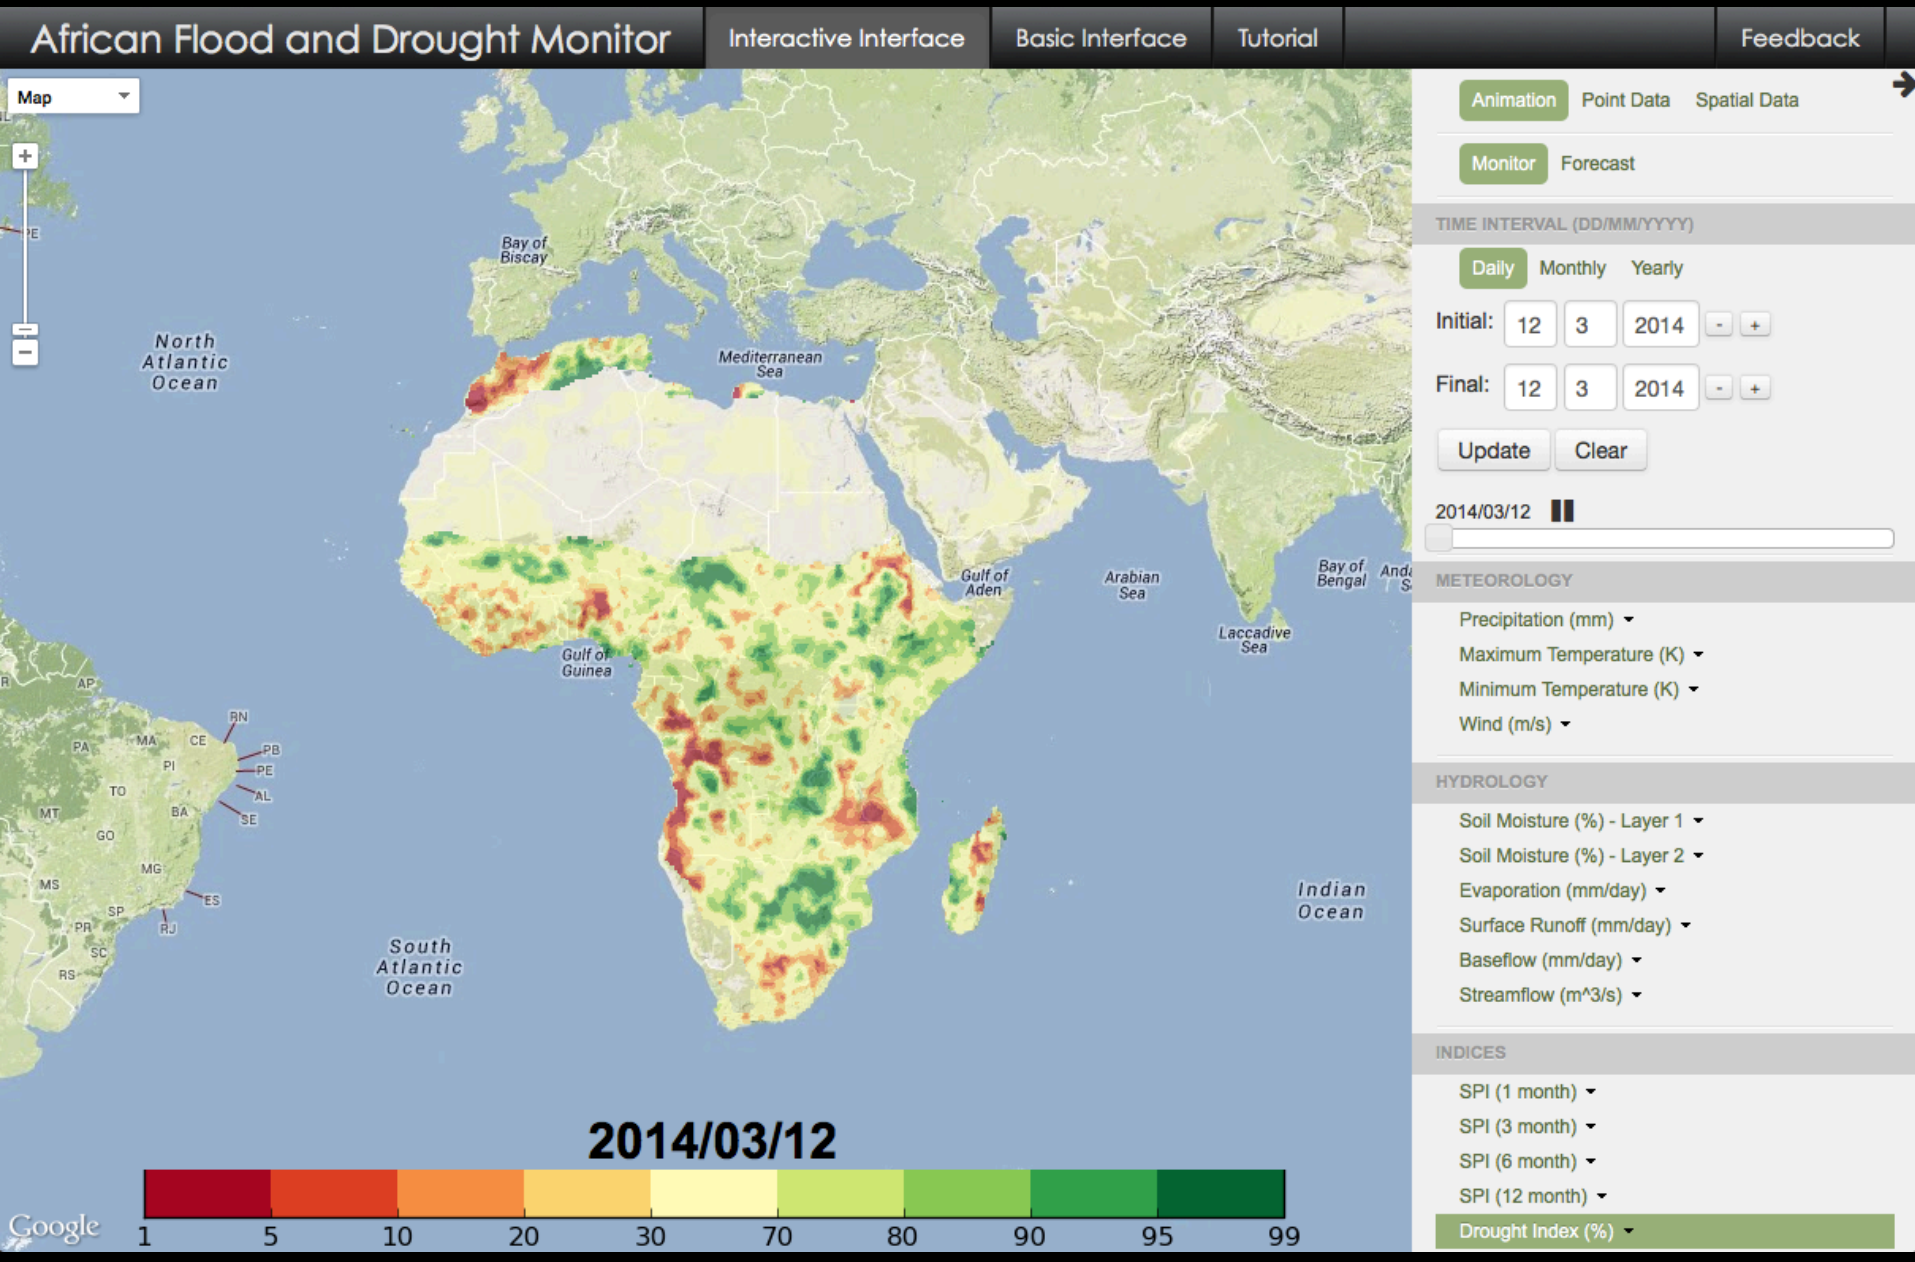 African Flood and Drought Monitor
Interactive Interface
Basic Interface
Tutorial
Feedback
Map
+
−
PE
North
Atlantic
Ocean
Bay of
Biscay
Mediterranean
Sea
Gulf of
Aden
Arabian
Sea
Bay of
Bengal
Laccadive
Sea
Gulf of
Guinea
AP
RN
PB
PE
AL
SE
CE
MA
PA
PI
TO
BA
MT
GO
MG
MS
ES
SP
RJ
PR
SC
RS
South
Atlantic
Ocean
Indian
Ocean
2014/03/12
1 5 10 20 30 70 80 90 95 99
Google
Animation Point Data Spatial Data
Monitor Forecast
TIME INTERVAL (DD/MM/YYYY)
Daily Monthly Yearly
Initial: 12 3 2014 - +
Final: 12 3 2014 - +
Update Clear
2014/03/12
METEOROLOGY
Precipitation (mm)
Maximum Temperature (K)
Minimum Temperature (K)
Wind (m/s)
HYDROLOGY
Soil Moisture (%) - Layer 1
Soil Moisture (%) - Layer 2
Evaporation (mm/day)
Surface Runoff (mm/day)
Baseflow (mm/day)
Streamflow (m^3/s)
INDICES
SPI (1 month)
SPI (3 month)
SPI (6 month)
SPI (12 month)
Drought Index (%)